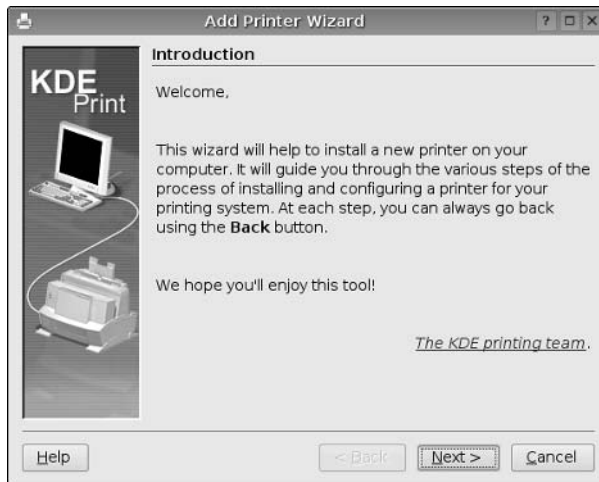 Add Printer Wizard
?
Introduction
KDE
Print
Welcome,
This wizard will help to install a new printer on your
computer. It will guide you through the various steps of the
process of installing and configuring a printer for your
printing system. At each step, you can always go back
using the Back button.
We hope you'll enjoy this tool!
The KDE printing team.
Help
< Back
Next >
Cancel